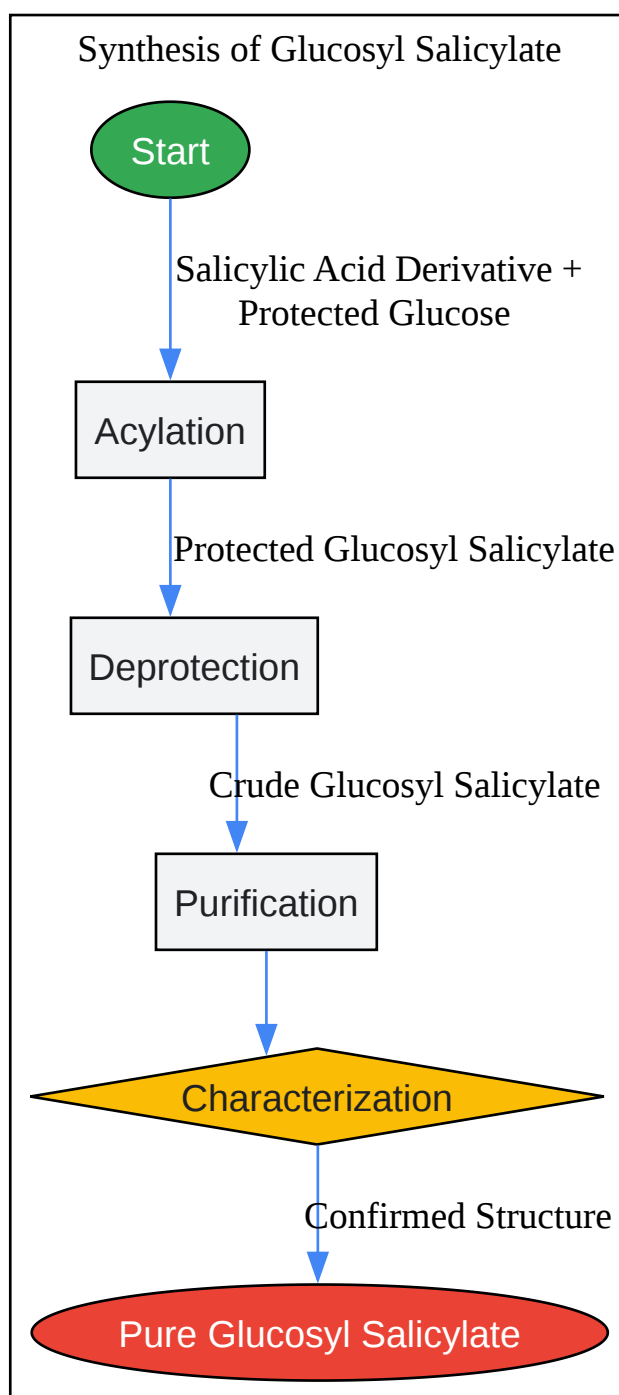 Synthesis of Glucosyl Salicylate
Start
Salicylic Acid Derivative +
Protected Glucose
Acylation
Protected Glucosyl Salicylate
Deprotection
Crude Glucosyl Salicylate
Purification
Characterization
Confirmed Structure
Pure Glucosyl Salicylate